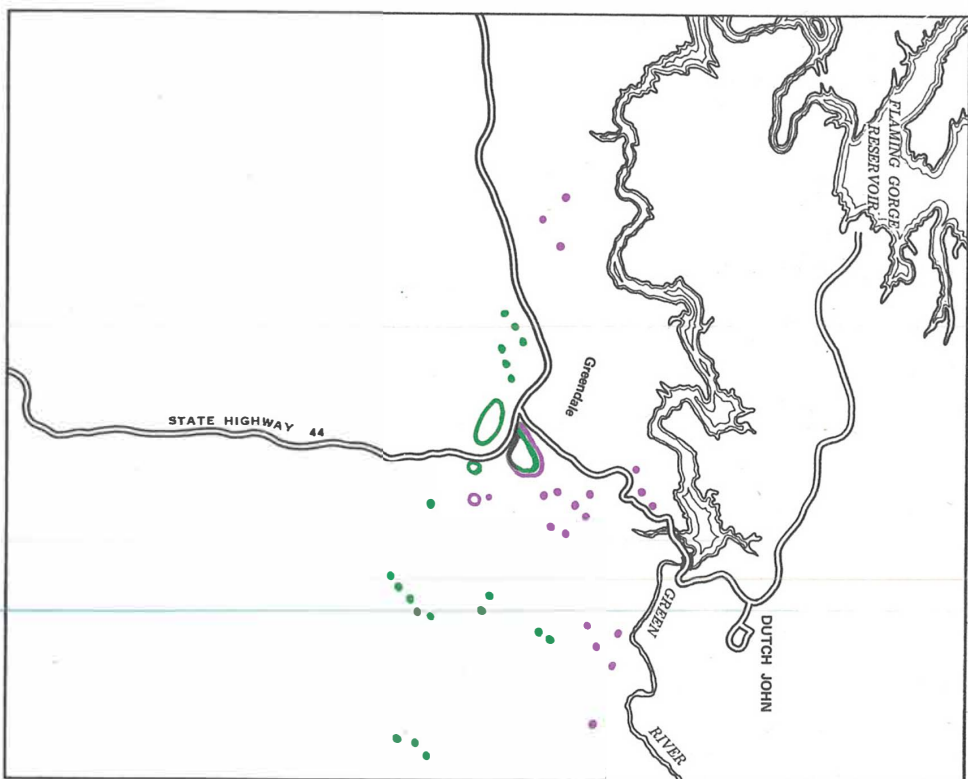 FLAMING GORGE
RESERVOIR
Greendale
STATE HIGHWAY 44
DUTCH JOHN
GREEN
RIVER